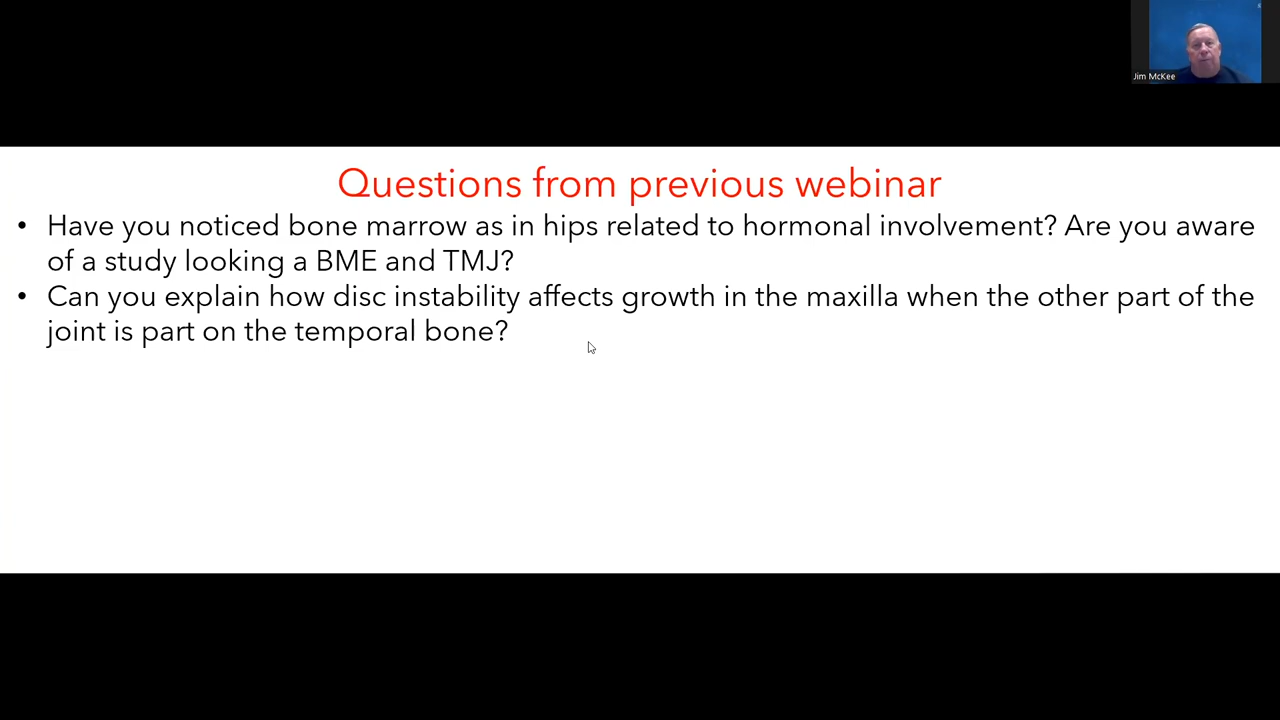 Jim McKee
Questions from previous webinar
• Have you noticed bone marrow as in hips related to hormonal involvement? Are you aware
of a study looking a BME and TMJ?
• Can you explain how disc instability affects growth in the maxilla when the other part of the
joint is part on the temporal bone?